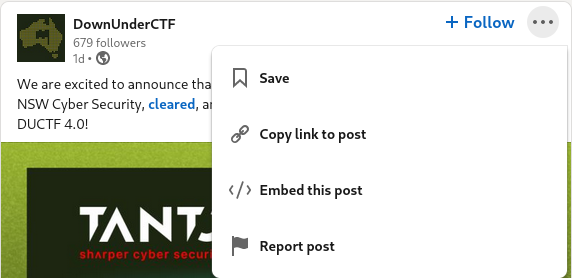 DownUnderCTF
+ Follow
679 followers
1d •
We are excited to announce tha
NSW Cyber Security, cleared, a
DUCTF 4.0!
Save
Copy link to post
Embed this post
Report post
TANT
sharper cyber securi